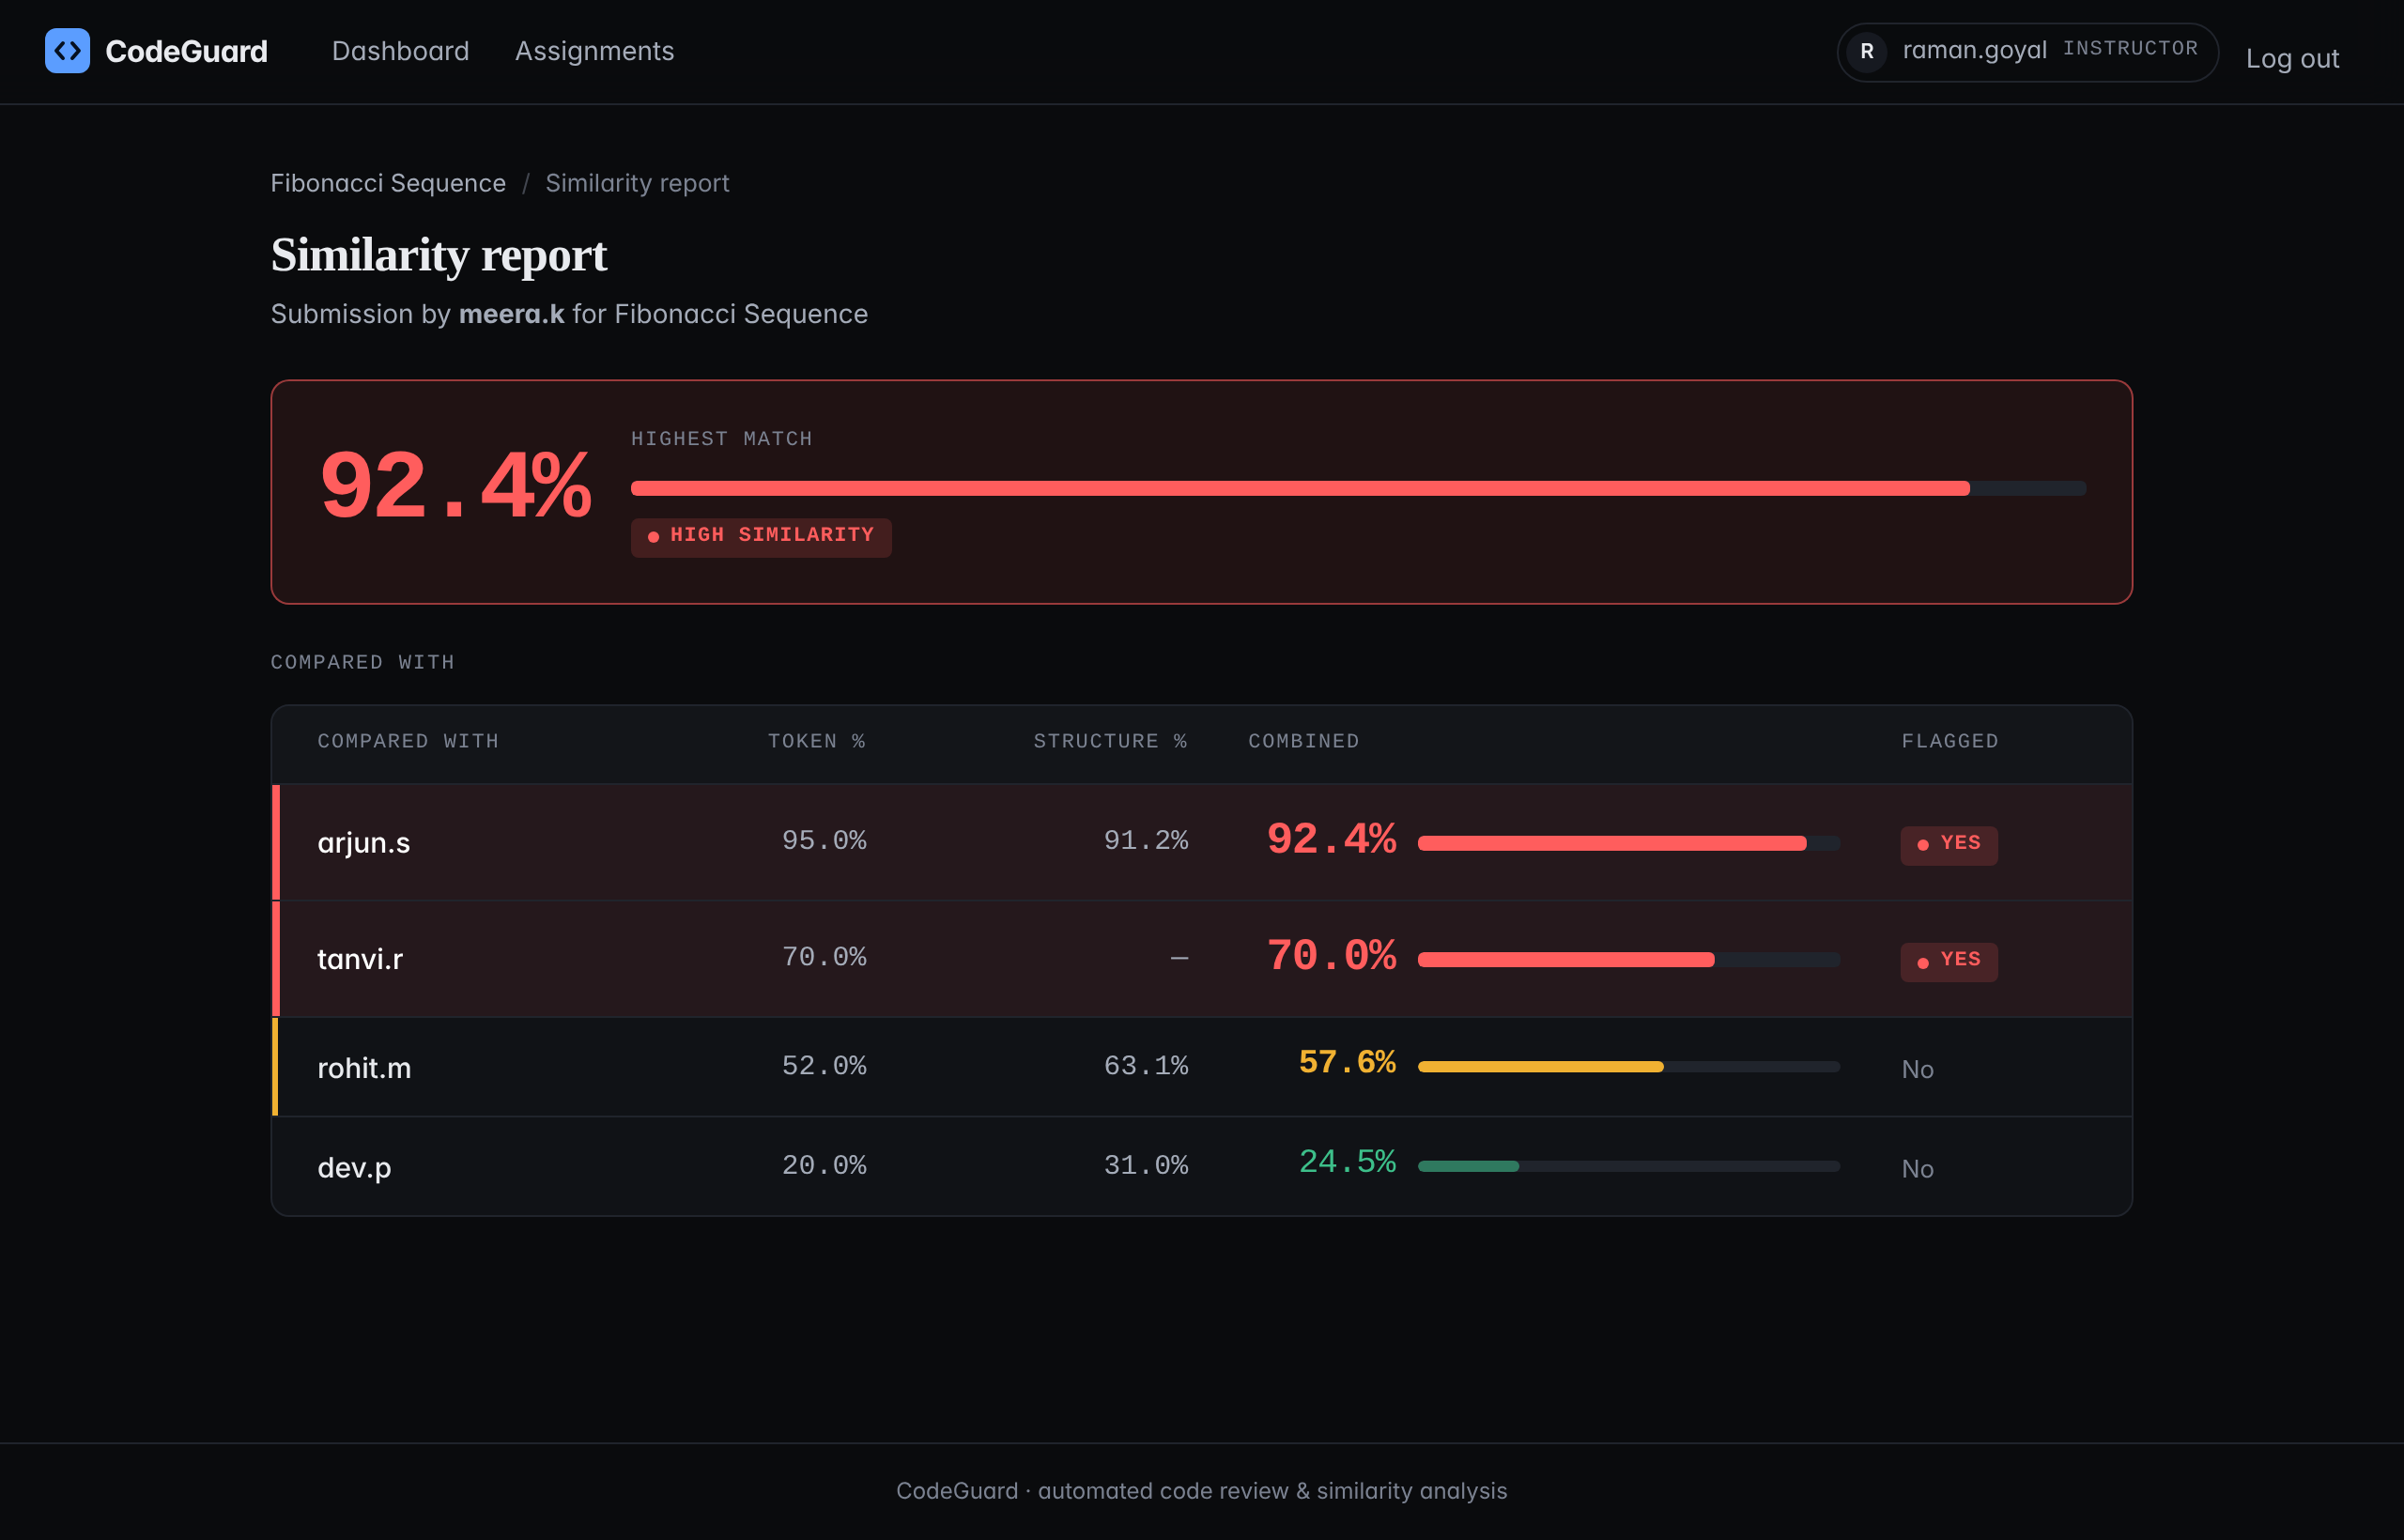 CodeGuard Dashboard Assignments R raman.goyal INSTRUCTOR Log out
Fibonacci Sequence / Similarity report
Similarity report
Submission by meera.k for Fibonacci Sequence
HIGHEST MATCH
92.4%
HIGH SIMILARITY
COMPARED WITH
COMPARED WITH TOKEN % STRUCTURE % COMBINED FLAGGED
arjun.s 95.0% 91.2% 92.4% YES
tanvi.r 70.0% — 70.0% YES
rohit.m 52.0% 63.1% 57.6% No
dev.p 20.0% 31.0% 24.5% No
CodeGuard · automated code review & similarity analysis